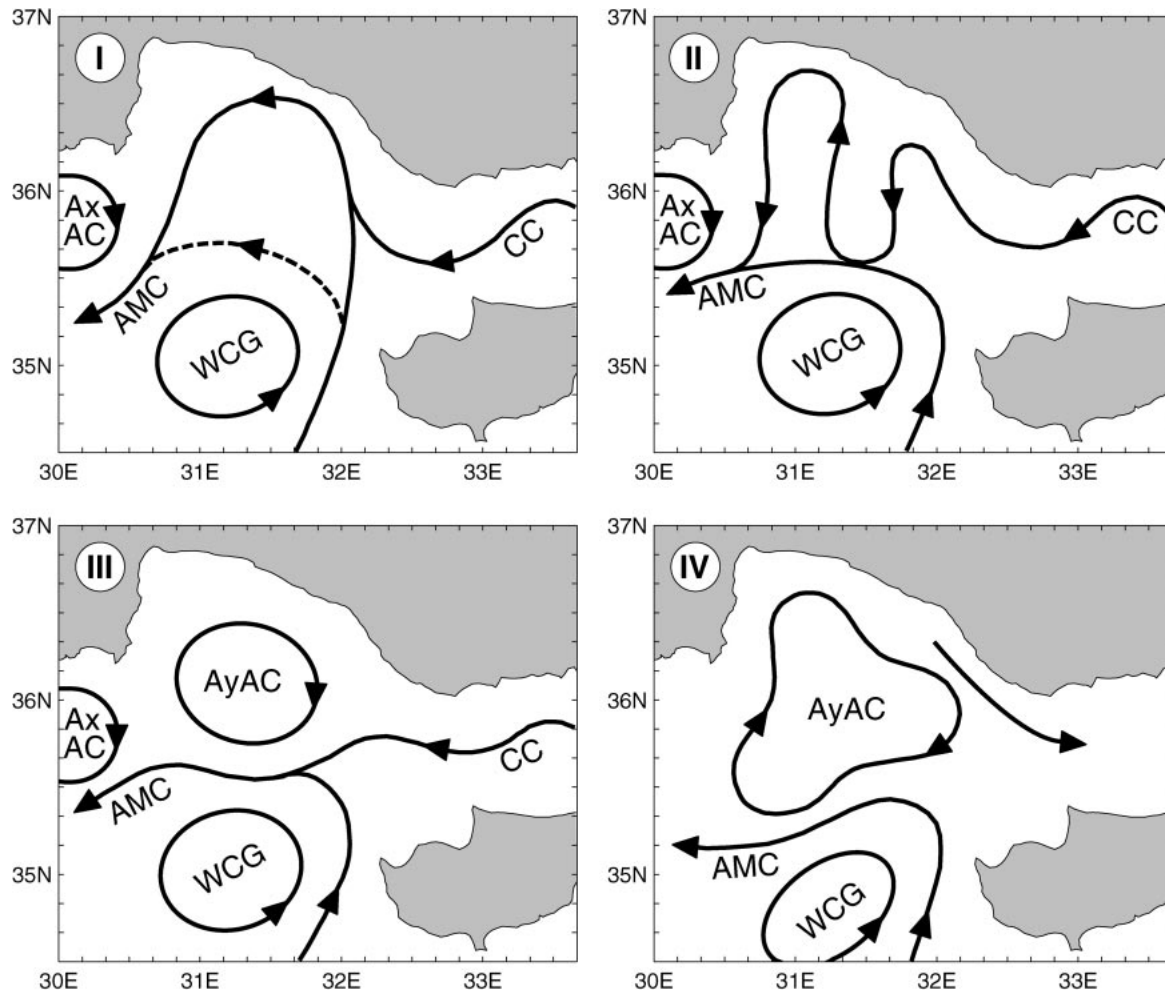 37N
I
36N
Ax
AC
CC
AMC
WCG
35N
30E 31E 32E 33E
37N
II
36N
Ax
AC
CC
AMC
WCG
35N
30E 31E 32E 33E
37N
III
AyAC
36N
Ax
AC
CC
AMC
WCG
35N
30E 31E 32E 33E
37N
IV
AyAC
36N
AMC
WCG
35N
30E 31E 32E 33E